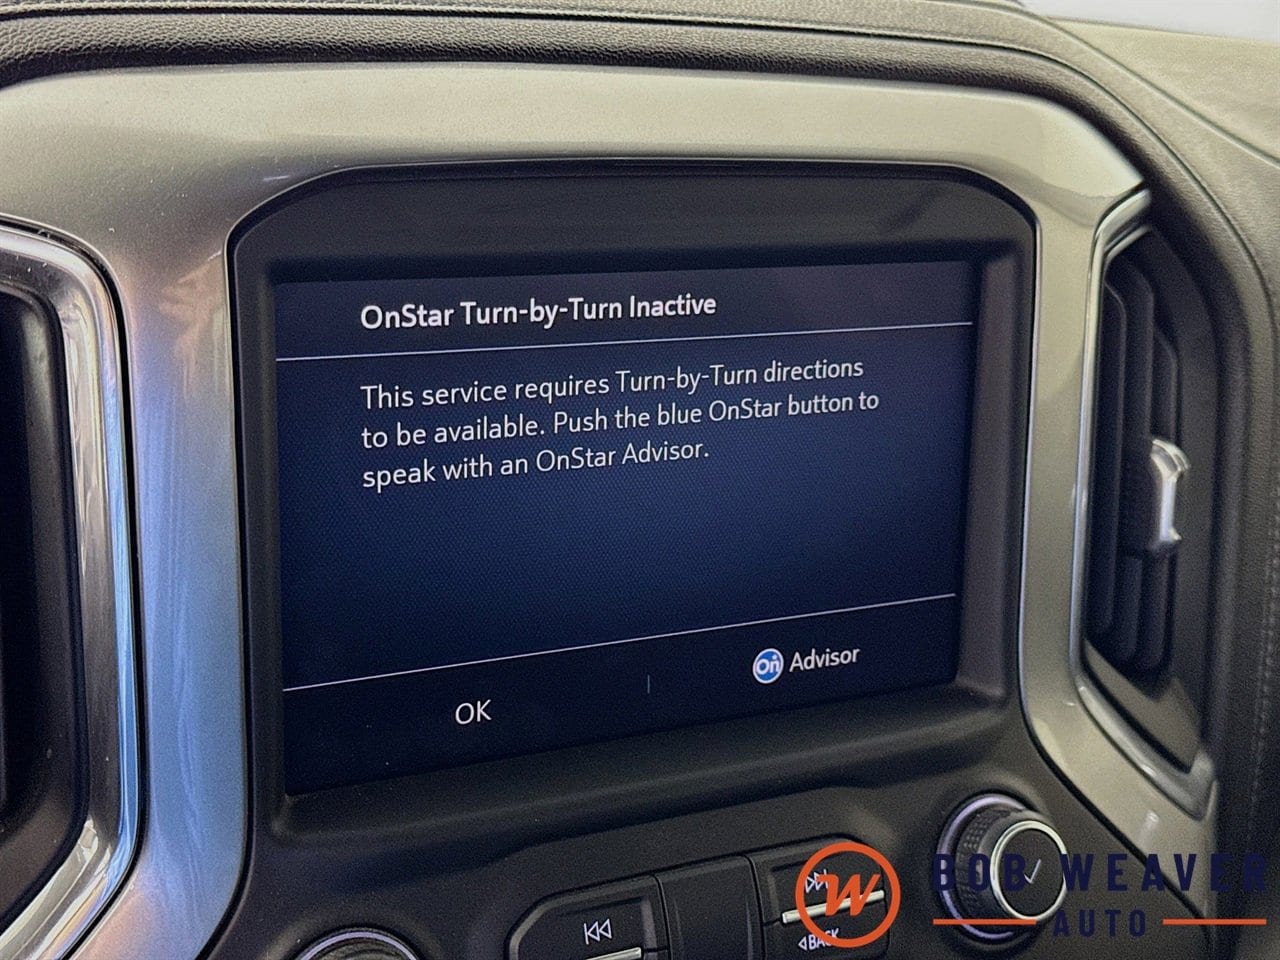 OnStar Turn-by-Turn Inactive
This service requires Turn-by-Turn directions
to be available. Push the blue OnStar button to
speak with an OnStar Advisor.
OK
On Advisor
BACK
W BOB WEAVER
AUTO